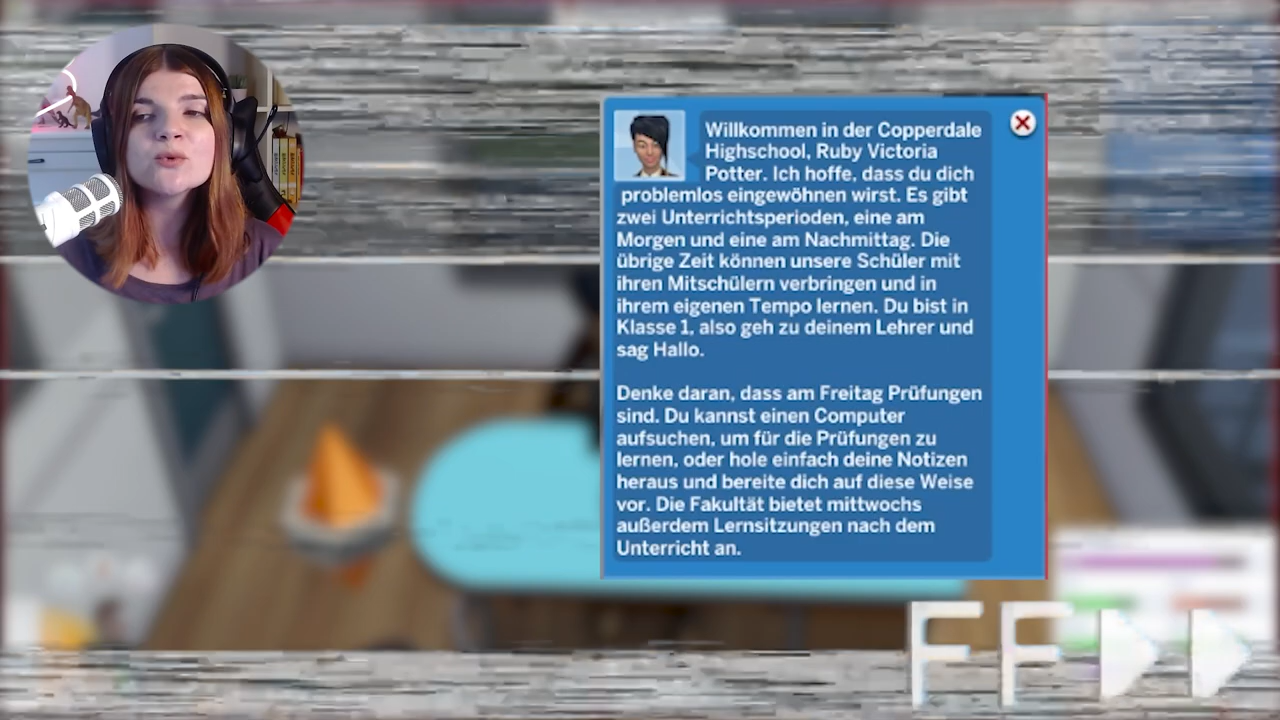 Willkommen in der Copperdale
Highschool, Ruby Victoria
Potter. Ich hoffe, dass du dich
problemlos eingewöhnen wirst. Es gibt
zwei Unterrichtsperioden, eine am
Morgen und eine am Nachmittag. Die
übrige Zeit können unsere Schüler mit
ihren Mitschülern verbringen und in
ihrem eigenen Tempo lernen. Du bist in
Klasse 1, also geh zu deinem Lehrer und
sag Hallo.
Denke daran, dass am Freitag Prüfungen
sind. Du kannst einen Computer
aufsuchen, um für die Prüfungen zu
lernen, oder hole einfach deine Notizen
heraus und bereite dich auf diese Weise
vor. Die Fakultät bietet mittwochs
außerdem Lernsitzungen nach dem
Unterricht an.
FF